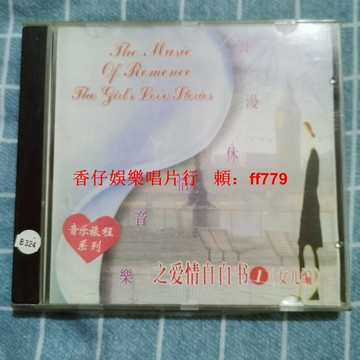 The Music
Of Romence
The Girl's Love Stories
浪漫休閒音樂
香仔娛樂唱片行 賴：ff779
音乐旅程
系列
B 324
之爱情自白书1（女儿编）